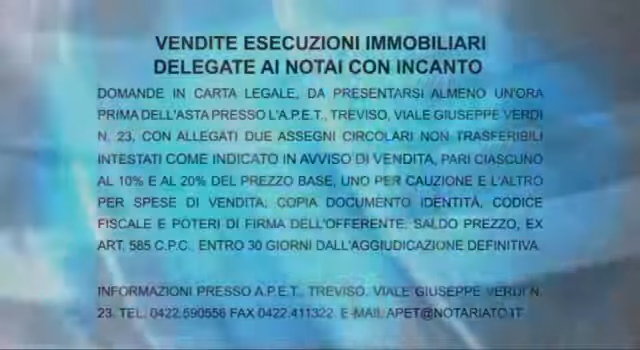 VENDITE ESECUZIONI IMMOBILIARI
DELEGATE AI NOTAI CON INCANTO
DOMANDE IN CARTA LEGALE, DA PRESENTARSI ALMENO UN'ORA
PRIMA DELL'ASTA PRESSO L'A.P.E.T., TREVISO, VIALE GIUSEPPE VERDI
N. 23, CON ALLEGATI DUE ASSEGNI CIRCOLARI NON TRASFERIBILI
INTESTATI COME INDICATO IN AVVISO DI VENDITA, PARI CIASCUNO
AL 10% E AL 20% DEL PREZZO BASE, UNO PER CAUZIONE E L'ALTRO
PER SPESE DI VENDITA, COPIA DOCUMENTO IDENTITÀ, CODICE
FISCALE E POTERI DI FIRMA DELL'OFFERENTE. SALDO PREZZO, EX
ART. 585 C.P.C., ENTRO 30 GIORNI DALL'AGGIUDICAZIONE DEFINITIVA.
INFORMAZIONI PRESSO A.P.E.T., TREVISO, VIALE GIUSEPPE VERDI N.
23. TEL. 0422.590556 FAX 0422.411322. E-MAIL APET@NOTARIATO.IT